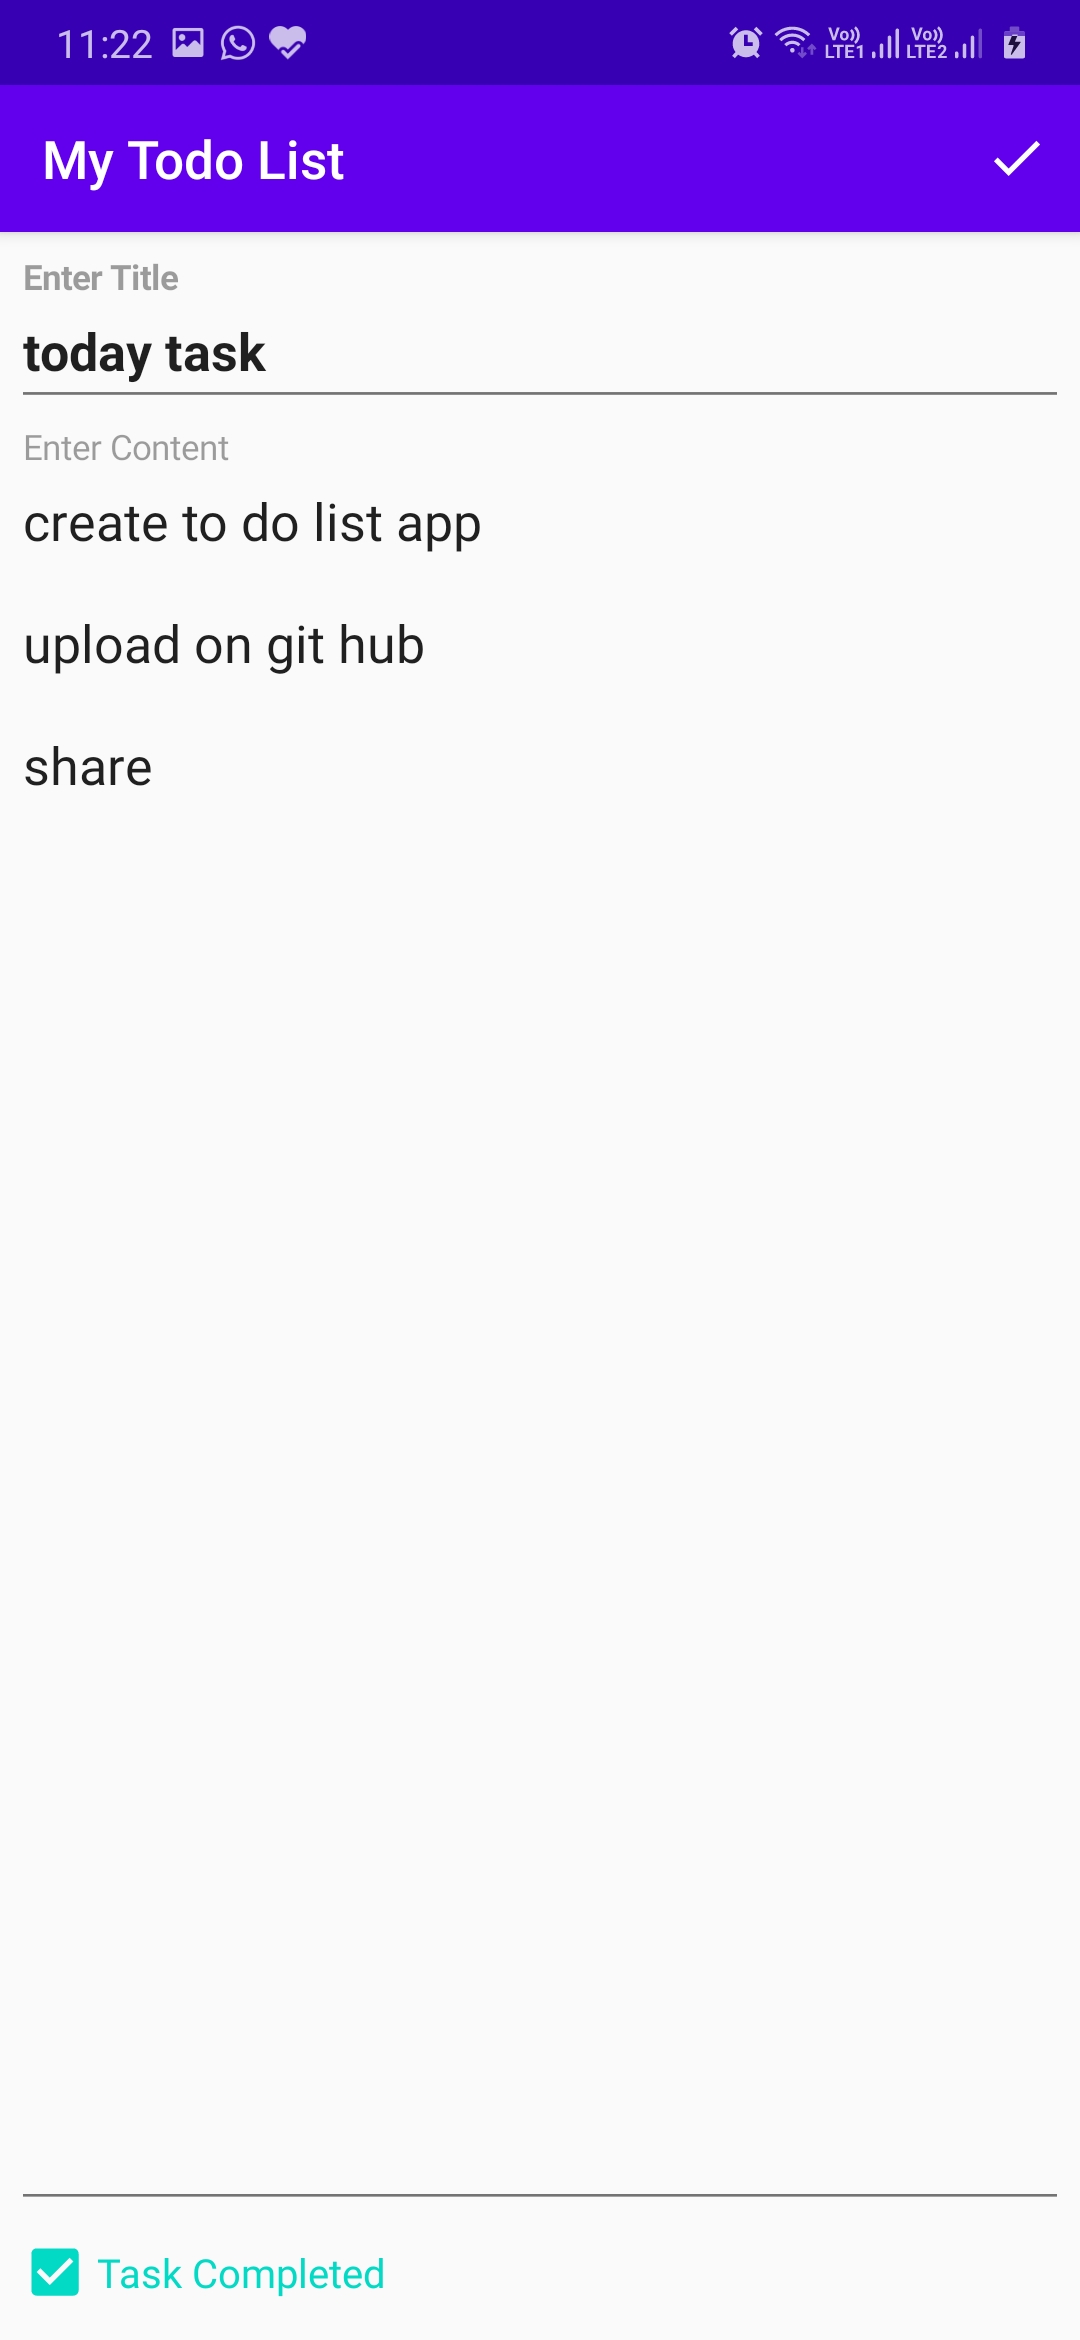 11:22 Vo)) LTE1 Vo)) LTE2
My Todo List
Enter Title
today task
Enter Content
create to do list app
upload on git hub
share
Task Completed